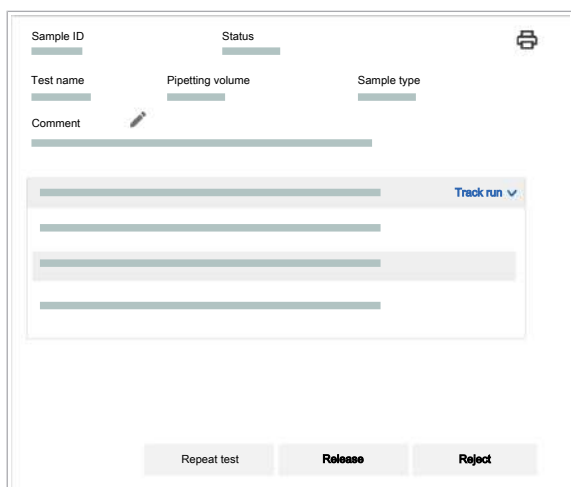 Sample ID Status
Test name Pipetting volume Sample type
Comment
Track run
Repeat test Release Reject